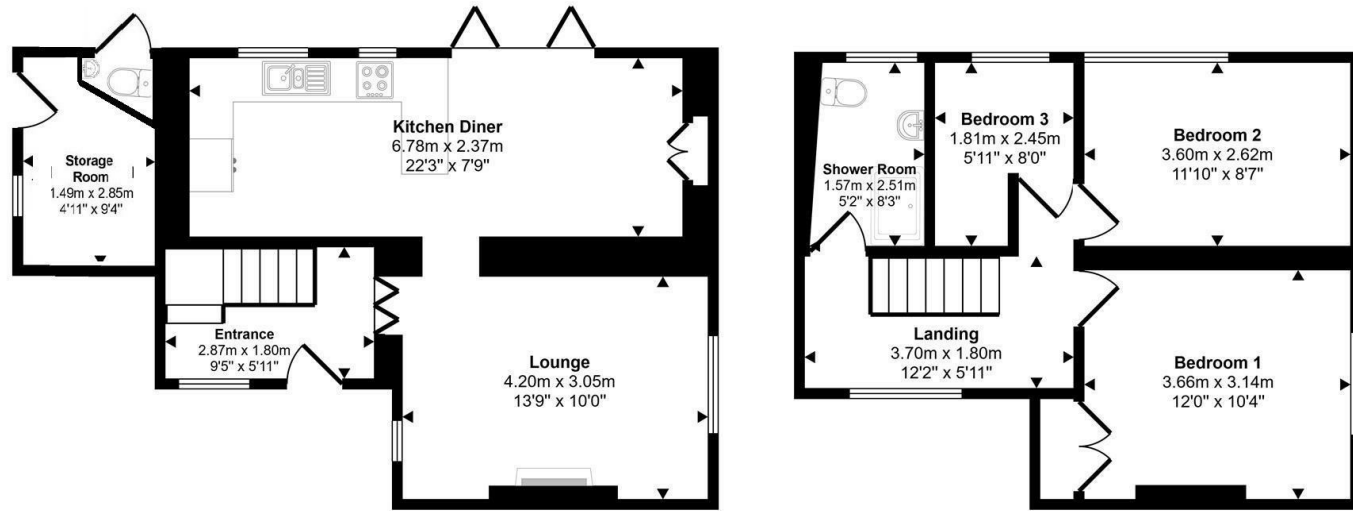 Kitchen Diner
6.78m x 2.37m
22'3" x 7'9"
Storage
Room
1.49m x 2.85m
4'11" x 9'4"
Entrance
2.87m x 1.80m
9'5" x 5'11"
Lounge
4.20m x 3.05m
13'9" x 10'0"
Shower Room
1.57m x 2.51m
5'2" x 8'3"
Bedroom 3
1.81m x 2.45m
5'11" x 8'0"
Bedroom 2
3.60m x 2.62m
11'10" x 8'7"
Landing
3.70m x 1.80m
12'2" x 5'11"
Bedroom 1
3.66m x 3.14m
12'0" x 10'4"